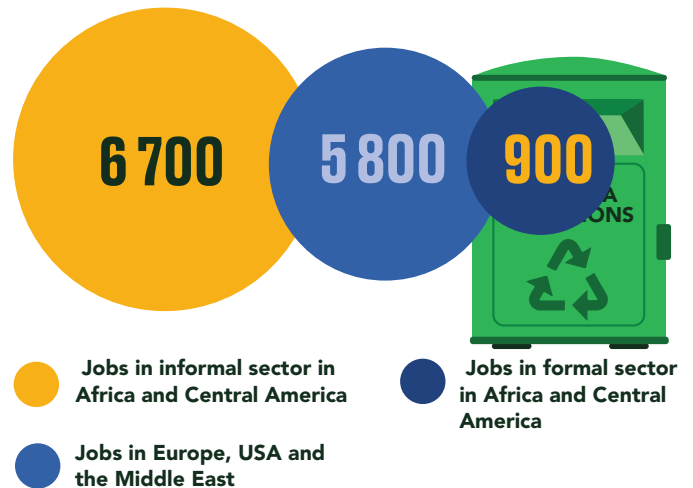 6 700
5 800
900
Jobs in informal sector in
Africa and Central America
Jobs in formal sector
in Africa and Central
America
Jobs in Europe, USA and
the Middle East